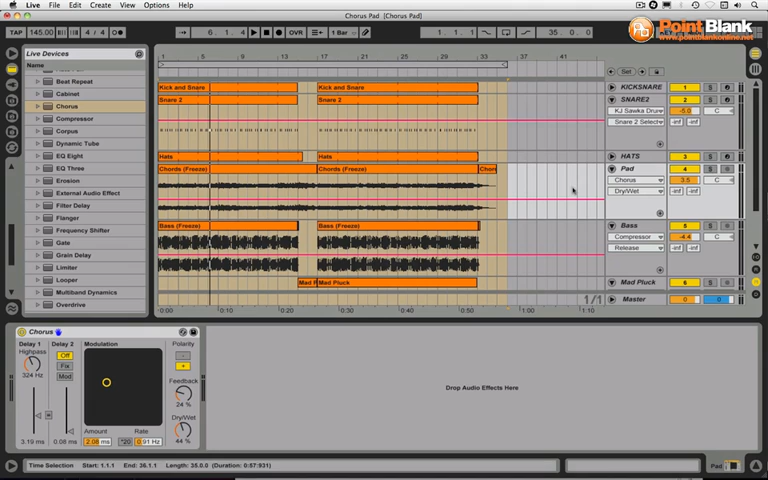 Live File Edit Create View Options Help
Chorus Pad [Chorus Pad]
PointBlank
www.pointblankonline.net
145.00 4 / 4 6. 1. 4 OVR 1 Bar 1. 1. 1 35. 0. 0
Live Devices
Name
Beat Repeat
Cabinet
Chorus
Compressor
Corpus
Dynamic Tube
EQ Eight
EQ Three
Erosion
External Audio Effect
Filter Delay
Flanger
Frequency Shifter
Gate
Grain Delay
Limiter
Looper
Multiband Dynamics
Overdrive
1 5 9 13 17 21 25 29 33 37 41
Set
Kick and Snare Kick and Snare KICKSNARE 1 S
Snare 2 Snare 2 SNARE2 2 S
KJ Sawka Dru -5.0 C
Snare 2 Select -inf -inf
Hats Hats HATS 3 S
Chords (Freeze) Chords (Freeze) Chor Pad 4 S
Chorus 3.5 C
Dry/Wet -inf -inf
Bass (Freeze) Bass (Freeze) Bass 5 S
Compressor -4.4 C
Release -inf -inf
Mad P Mad Pluck Mad Pluck 6 S
1/1 Master 0 0
0:00 0:10 0:20 0:30 0:40 0:50 1:00 1:10
Chorus
Delay 1 Delay 2 Modulation Polarity
Highpass Off
324 Hz Fix
Mod
- 
+
Feedback
24 %
Dry/Wet
44 %
Amount Rate
3.19 ms 0.08 ms 2.08 ms *20 0.91 Hz
Drop Audio Effects Here
Time Selection Start: 1.1.1 End: 36.1.1 Length: 35.0.0 (Duration: 0:57:931)
Pad